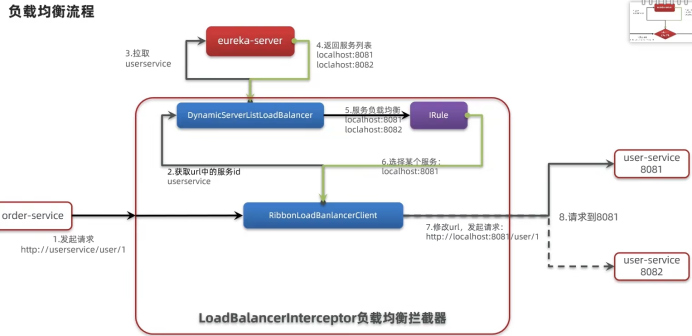 负载均衡流程
eureka-server
3.拉取
userservice
4.返回服务列表
localhost:8081
loclahost:8082
DynamicServerListLoadBalancer
5.服务负载均衡
localhost:8081
loclahost:8082
IRule
2.获取url中的服务id
userservice
6.选择某个服务：
localhost:8081
user-service
8081
order-service
RibbonLoadBanlancerClient
1.发起请求
http://userservice/user/1
7.修改url，发起请求：
http://localhost:8081/user/1
8.请求到8081
user-service
8082
LoadBalancerInterceptor负载均衡拦截器